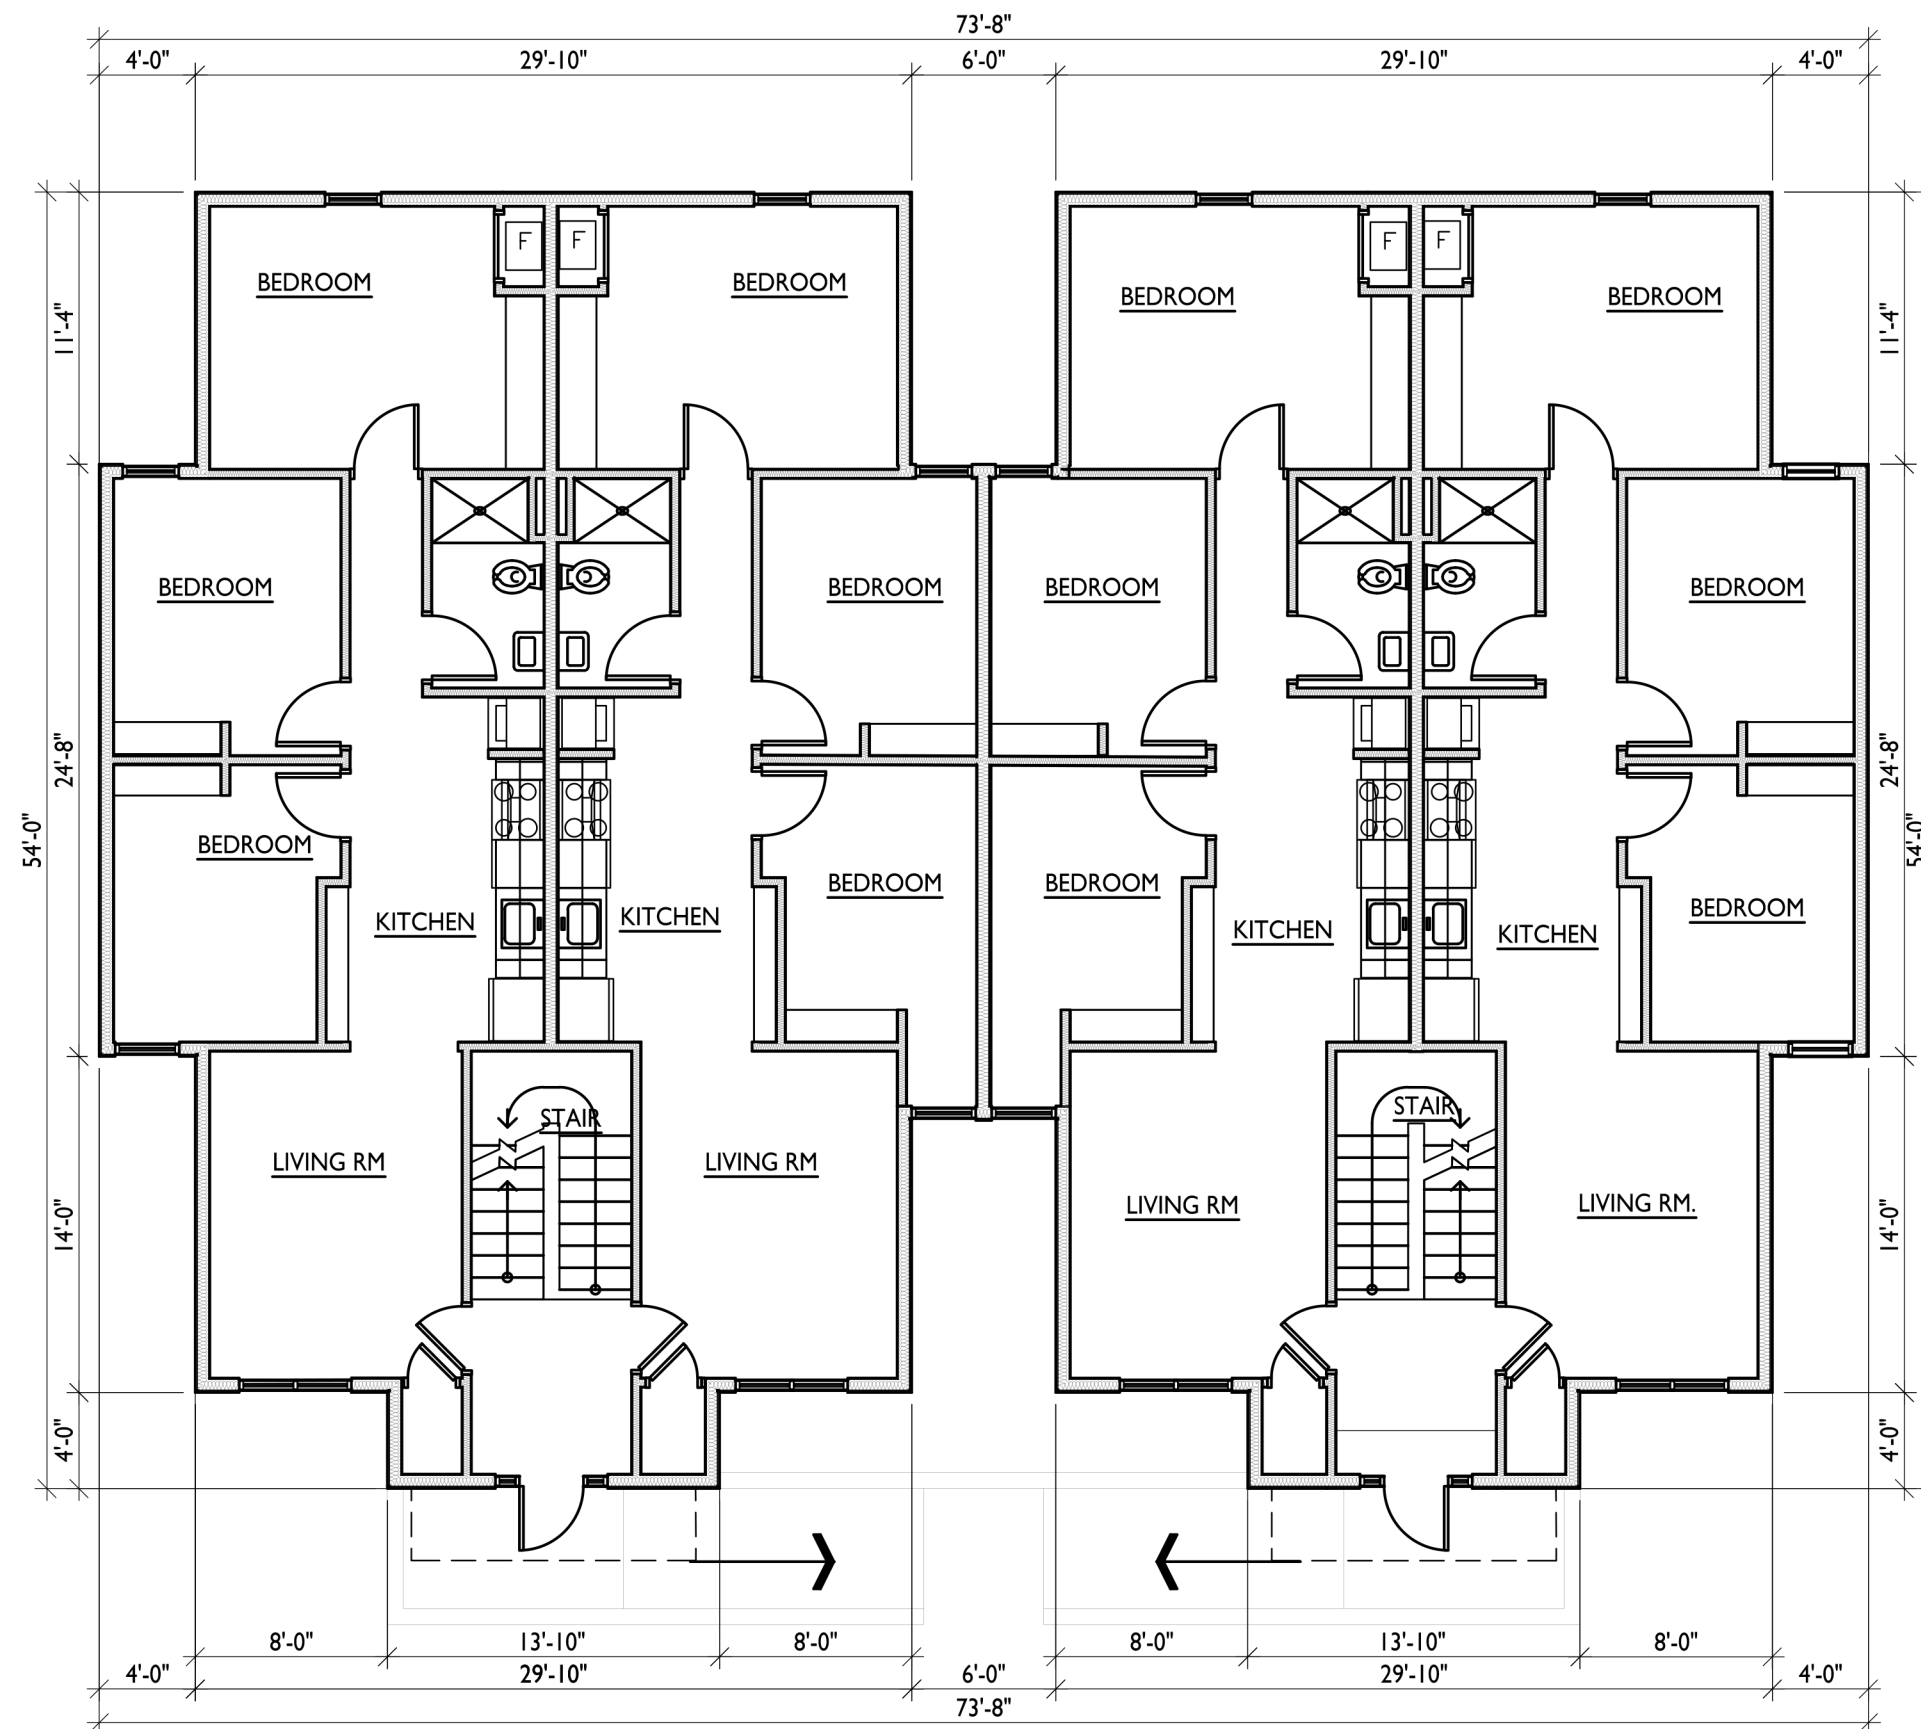 73'-8"
4'-0" 29'-10" 6'-0" 29'-10" 4'-0"
F F F F
BEDROOM BEDROOM BEDROOM BEDROOM
11'-4" 11'-4"
BEDROOM BEDROOM BEDROOM BEDROOM
24'-8" 24'-8"
54'-0" 54'-0"
BEDROOM BEDROOM BEDROOM BEDROOM
KITCHEN KITCHEN KITCHEN KITCHEN
STAIR STAIR
LIVING RM LIVING RM LIVING RM LIVING RM.
14'-0" 14'-0"
4'-0" 4'-0"
8'-0" 13'-10" 8'-0" 8'-0" 13'-10" 8'-0"
4'-0" 29'-10" 6'-0" 29'-10" 4'-0"
73'-8"